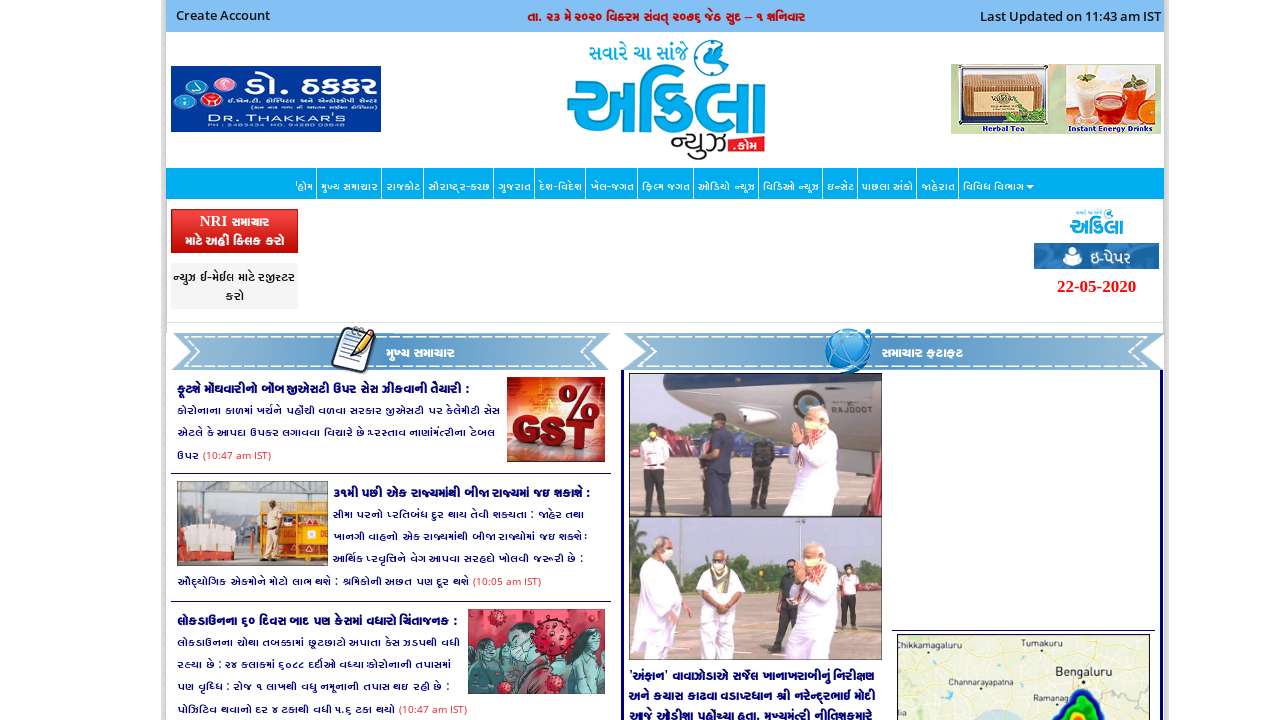 Create Account
તા. ૨૩ મે ૨૦૨૦ વિક્રમ સંવત્ ૨૦૭૬ જેઠ સુદ – ૧ શનિવાર
Last Updated on 11:43 am IST
ડો. ઠક્કર
DR. THAKKAR'S
સવારે ચા સાંજે
અકિલા
ન્યુઝ .કોમ
Herbal Tea
Instant Energy Drinks
'હોમ
મુખ્ય સમાચાર
રાજકોટ
સૌરાષ્ટ્ર-કચ્છ
ગુજરાત
દેશ-વિદેશ
ખેલ-જગત
ફિલ્મ જગત
ઓડિયો ન્યૂઝ
વિડિઓ ન્યૂઝ
ઇન્સેટ
પાછલા અંકો
જાહેરાત
વિવિધ વિભાગ
NRI સમાચાર
માટે અહીં ક્લિક કરો
ન્યુઝ ઈ-મેઈલ માટે રજીસ્ટર
કરો
સવારે ચા સાંજે
અકિલા
ઇ-પેપર
22-05-2020
મુખ્ય સમાચાર
કૂટશે મોંઘવારીનો બોંબ જીએસટી ઉપર સેસ ઝીંકવાની તૈયારી :
કોરોનાના કાળમાં ખર્ચને પહોંચી વળવા સરકાર જીએસટી પર કેલેમીટી સેસ
એટલે કે આપદા ઉપકર લગાવવા વિચારે છે પ્રસ્તાવ નાણાંમંત્રીના ટેબલ
ઉપર (10:47 am IST)
% GST
૩૧મી પછી એક રાજ્યમાંથી બીજા રાજ્યમાં જઇ શકાશે :
સીમા પરનો પ્રતિબંધ દુર થાય તેવી શકયતા : જાહેર તથા
ખાનગી વાહનો એક રાજ્યમાંથી બીજા રાજ્યોમાં જઇ શકશે :
આર્થિક પ્રવૃત્તિને વેગ આપવા સરહદો ખોલવી જરૂરી છે :
ઔદ્યોગિક એકમોને મોટો લાભ થશે : શ્રમિકોની અછત પણ દૂર થશે (10:05 am IST)
લોકડાઉનના ૬૦ દિવસ બાદ પણ કેસમાં વધારો ચિંતાજનક :
લોકડાઉનના ચોથા તબક્કામાં છૂટછાટો અપાતા કેસ ઝડપથી વધી
રહ્યા છે : ૨૪ કલાકમાં ૬૦૮૮ દર્દીઓ વધ્યા કોરોનાની તપાસમાં
પણ વૃધ્ધિ : રોજ ૧ લાખથી વધુ નમૂનાની તપાસ થઇ રહી છે :
પોઝિટિવ થવાનો દર ૪ ટકાથી વધી ૫.૬ ટકા થયો (10:47 am IST)
સમાચાર ફટાફટ
RAJDOOT
'અંફાન' વાવાઝોડાએ સર્જેલ ખાનાખરાબીનું નિરીક્ષણ
અને ક્યાસ કાઢવા વડાપ્રધાન શ્રી નરેન્દ્રભાઈ મોદી
આજે ઓડીશા પહોંચ્યા હતા. મુખ્યમંત્રી નીતિશકુમારે
Chikkamagaluru
Tumakuru
Bengaluru
Channarayapatna
Ramanag